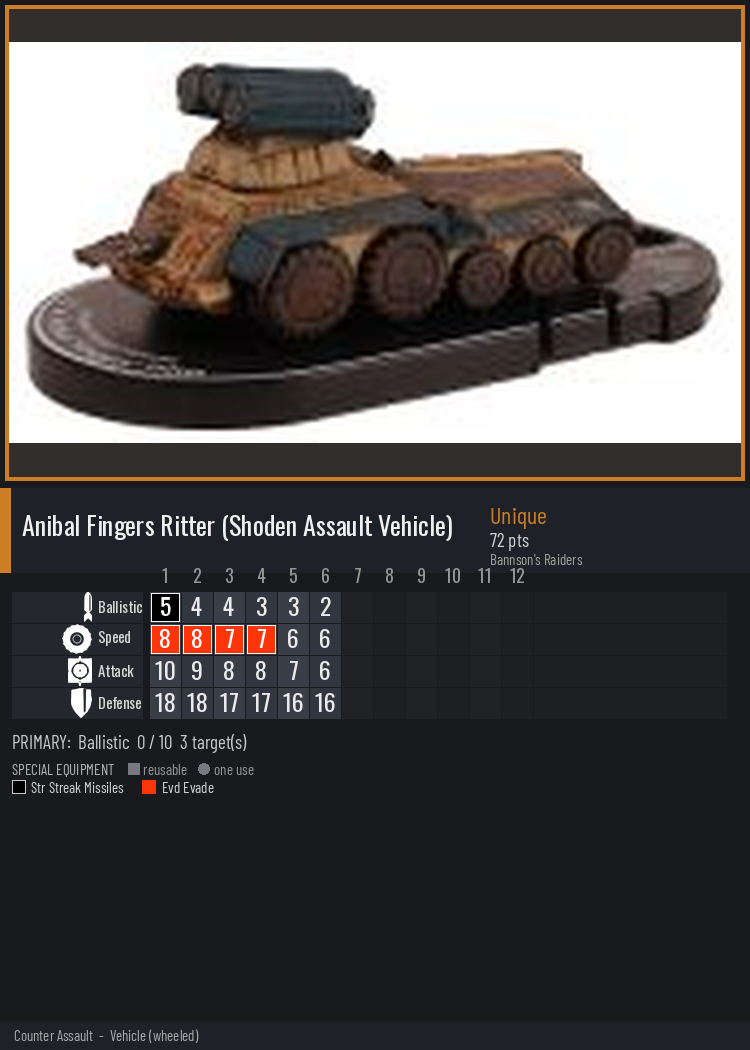 Anibal Fingers Ritter (Shoden Assault Vehicle)
Unique
72 pts
Bannson's Raiders
1 2 3 4 5 6 7 8 9 10 11 12
Ballistic 5 4 4 3 3 2
Speed 8 8 7 7 6 6
Attack 10 9 8 8 7 6
Defense 18 18 17 17 16 16
PRIMARY: Ballistic 0 / 10 3 target(s)
SPECIAL EQUIPMENT reusable one use
Str Streak Missiles Evd Evade
Counter Assault - Vehicle (wheeled)